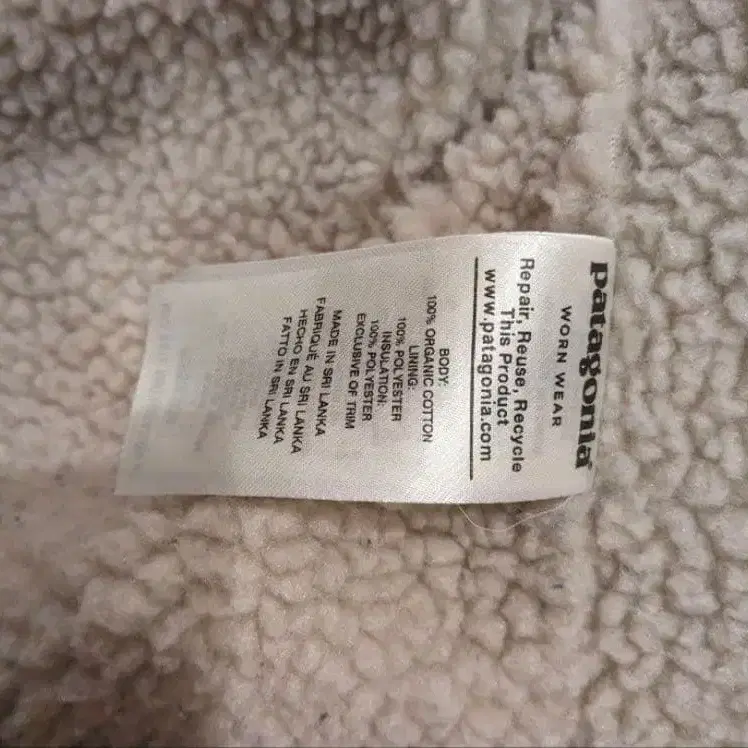 patagonia®
WORN WEAR
Repair, Reuse, Recycle
This Product
www.patagonia.com
BODY:
100% ORGANIC COTTON
LINING:
100% POLYESTER
INSULATION:
100% POLYESTER
EXCLUSIVE OF TRIM
MADE IN SRI LANKA
FABRIQUÉ AU SRI LANKA
HECHO EN SRI LANKA
FATTO IN SRI LANKA